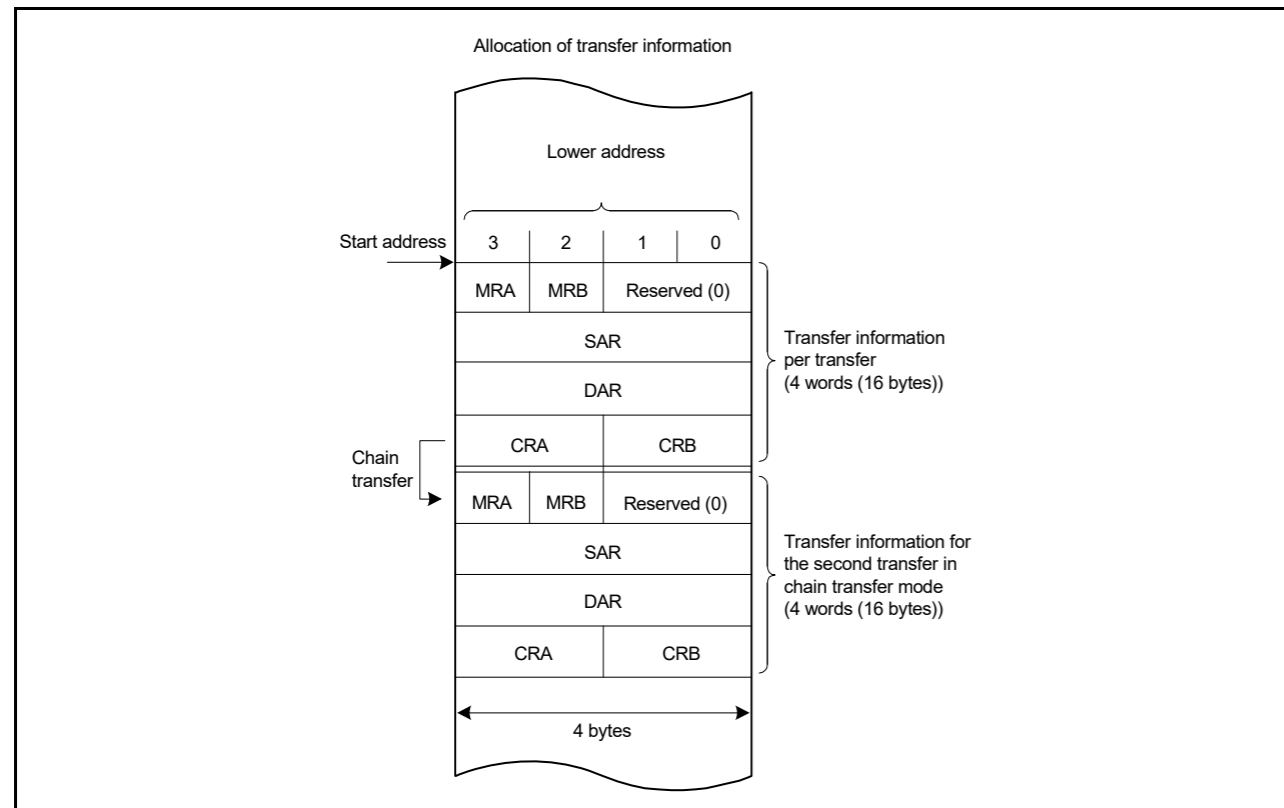 Allocation of transfer information
Lower address
Start address
3 2 1 0
MRA MRB Reserved (0)
SAR
DAR
CRA CRB
Transfer information
per transfer
(4 words (16 bytes))
Chain
transfer
MRA MRB Reserved (0)
SAR
DAR
CRA CRB
Transfer information for
the second transfer in
chain transfer mode
(4 words (16 bytes))
4 bytes